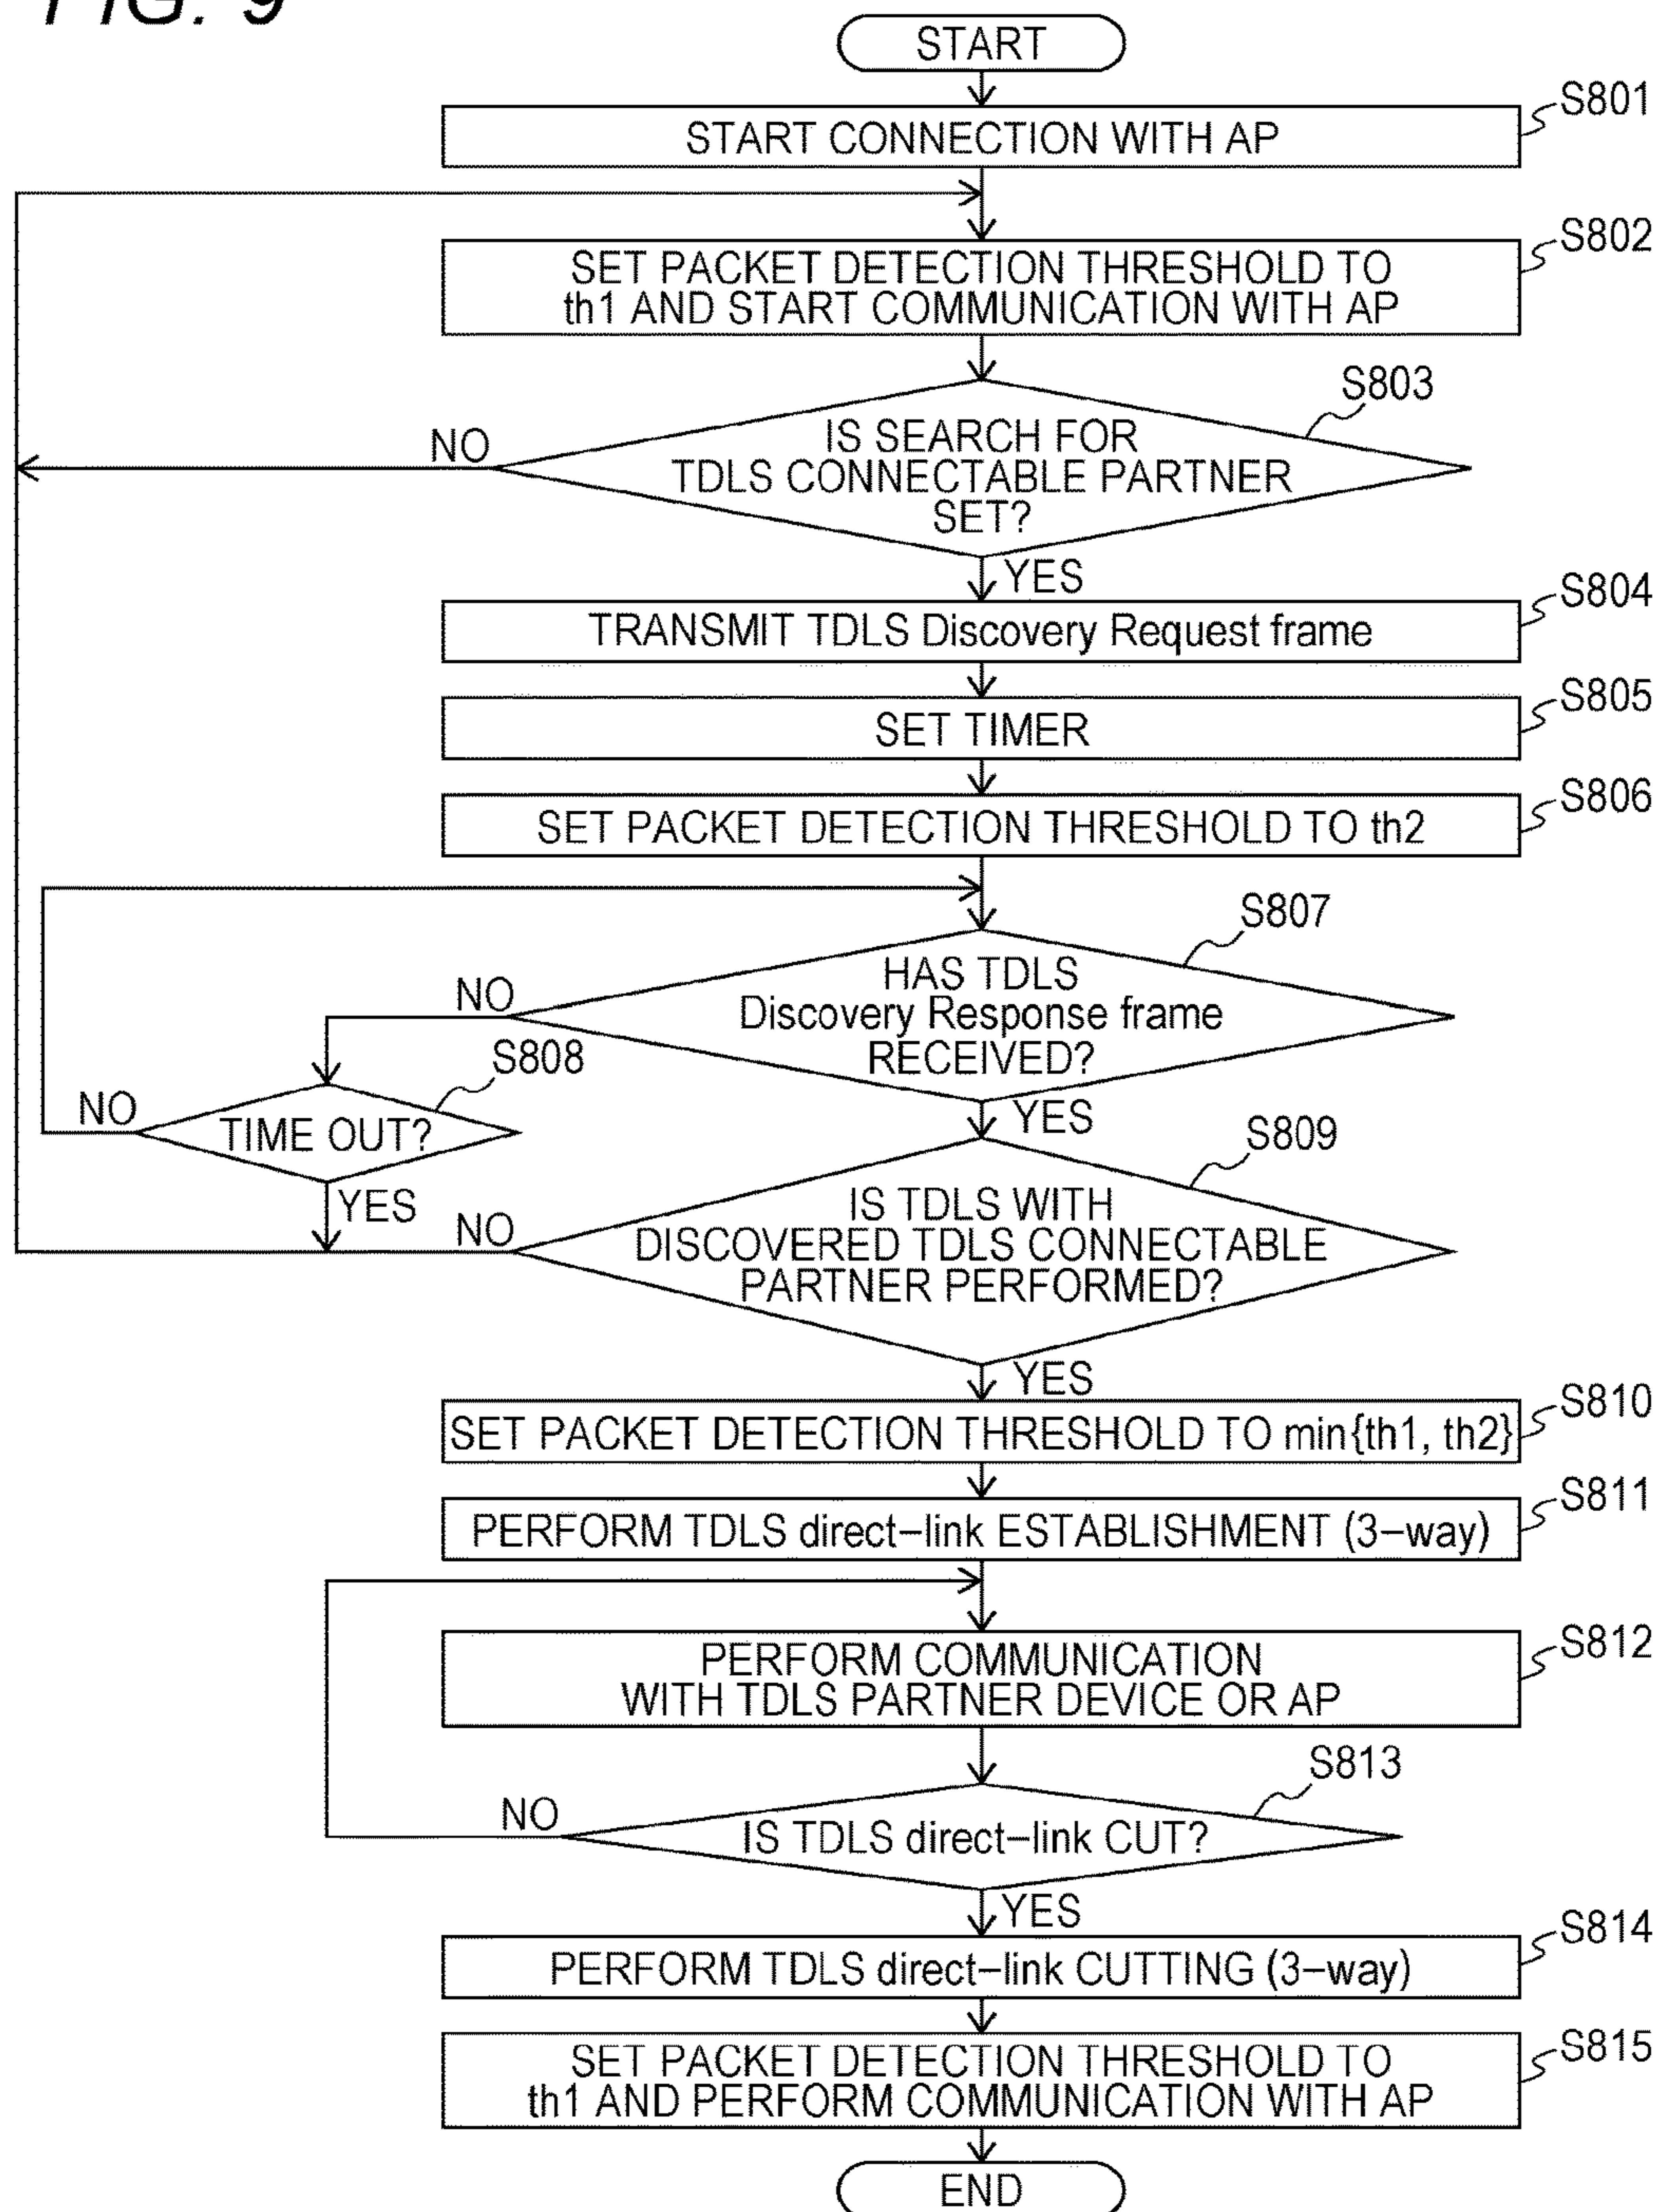 FIG. 9
START
START CONNECTION WITH AP
S801
SET PACKET DETECTION THRESHOLD TO
th1 AND START COMMUNICATION WITH AP
S802
S803
IS SEARCH FOR
TDLS CONNECTABLE PARTNER
SET?
NO
YES
TRANSMIT TDLS Discovery Request frame
S804
SET TIMER
S805
SET PACKET DETECTION THRESHOLD TO th2
S806
S807
HAS TDLS
Discovery Response frame
RECEIVED?
NO
YES
S808
TIME OUT?
NO
YES
S809
IS TDLS WITH
DISCOVERED TDLS CONNECTABLE
PARTNER PERFORMED?
NO
YES
SET PACKET DETECTION THRESHOLD TO min{th1, th2}
S810
PERFORM TDLS direct-link ESTABLISHMENT (3-way)
S811
PERFORM COMMUNICATION
WITH TDLS PARTNER DEVICE OR AP
S812
S813
IS TDLS direct-link CUT?
NO
YES
PERFORM TDLS direct-link CUTTING (3-way)
S814
SET PACKET DETECTION THRESHOLD TO
th1 AND PERFORM COMMUNICATION WITH AP
S815
END